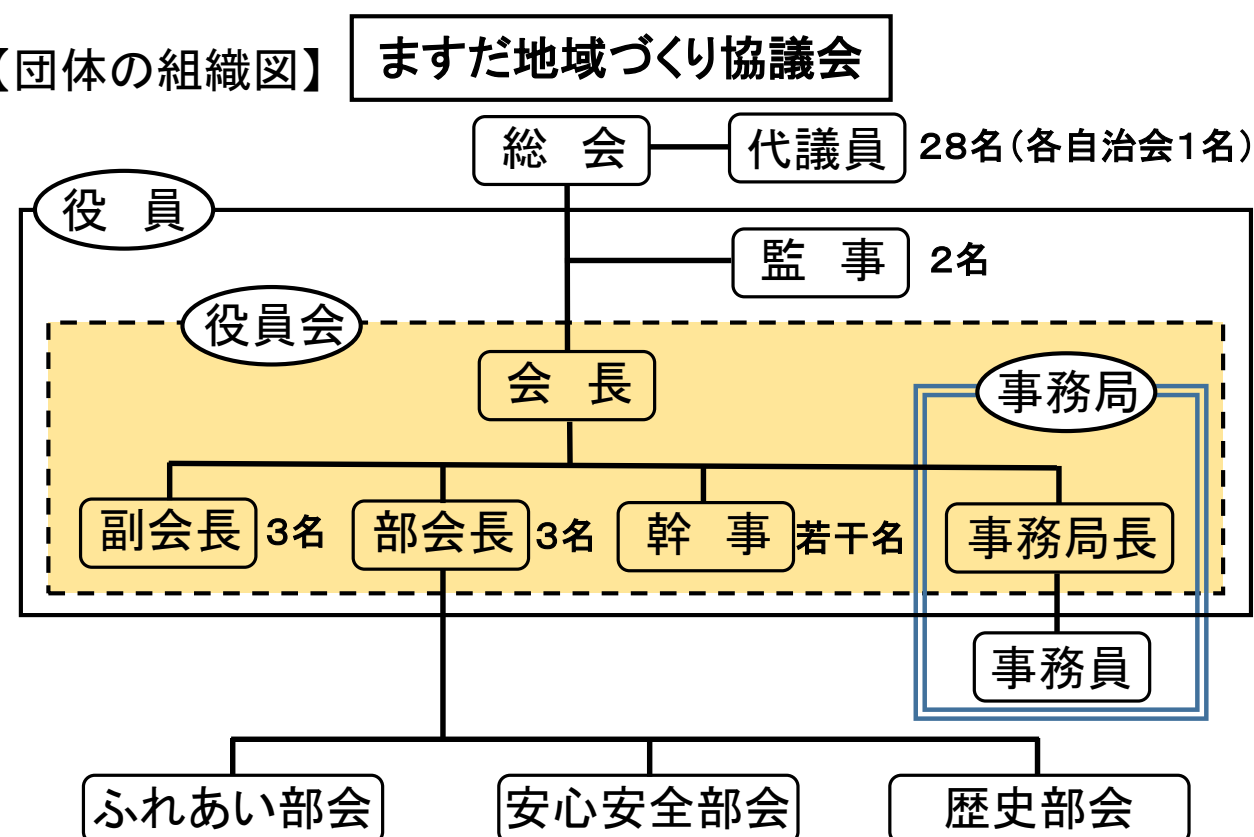 【団体の組織図】 ますだ地域づくり協議会
総 会 代議員 28名(各自治会1名)
役 員
監 事 2名
役員会
会 長
事務局
副会長 3名 部会長 3名 幹 事 若干名 事務局長
事務員
ふれあい部会 安心安全部会 歴史部会